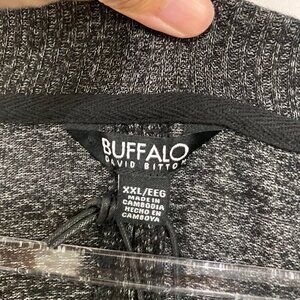 BUFFALO
DAVID BITTON
XXL/EEG
MADE IN
CAMBODIA
HECHO EN
CAMBOYA